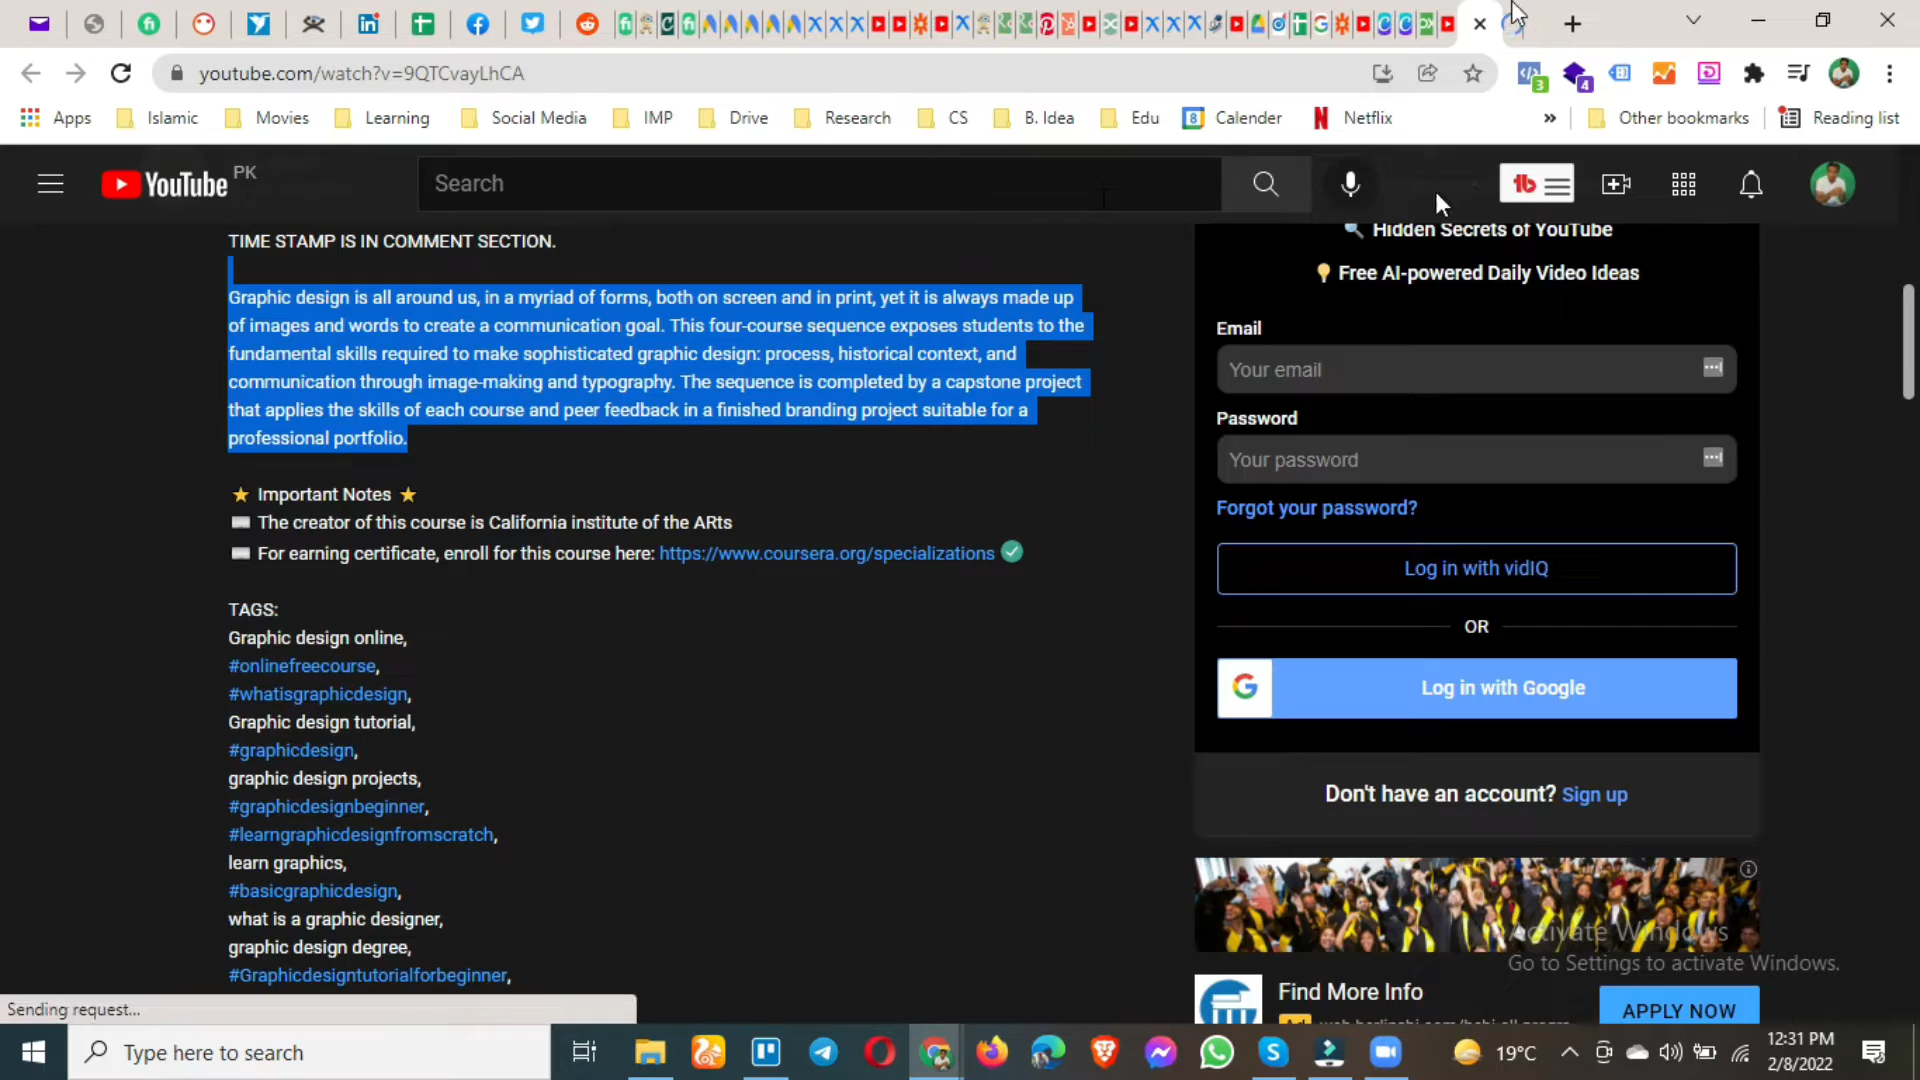 youtube.com/watch?v=9QTCvayLhCA
3
4
Apps
Islamic
Movies
Learning
Social Media
IMP
Drive
Research
CS
B. Idea
Edu
8
Calender
Netflix
»
Other bookmarks
Reading list
YouTube PK
Search
TIME STAMP IS IN COMMENT SECTION.
Graphic design is all around us, in a myriad of forms, both on screen and in print, yet it is always made up
of images and words to create a communication goal. This four-course sequence exposes students to the
fundamental skills required to make sophisticated graphic design: process, historical context, and
communication through image-making and typography. The sequence is completed by a capstone project
that applies the skills of each course and peer feedback in a finished branding project suitable for a
professional portfolio.
Important Notes
The creator of this course is California institute of the ARts
For earning certificate, enroll for this course here: https://www.coursera.org/specializations
TAGS:
Graphic design online,
#onlinefreecourse,
#whatisgraphicdesign,
Graphic design tutorial,
#graphicdesign,
graphic design projects,
#graphicdesignbeginner,
#learngraphicdesignfromscratch,
learn graphics,
#basicgraphicdesign,
what is a graphic designer,
graphic design degree,
#Graphicdesigntutorialforbeginner,
Hidden Secrets of YouTube
Free AI-powered Daily Video Ideas
Email
Your email
Password
Your password
Forgot your password?
Log in with vidIQ
OR
Log in with Google
Don't have an account? Sign up
Activate Windows
Go to Settings to activate Windows.
Find More Info
APPLY NOW
Sending request...
Type here to search
19°C
12:31 PM
2/8/2022